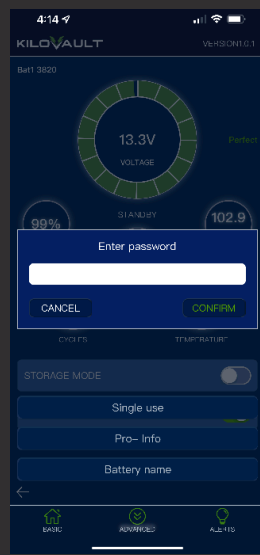 4:14
KILOVAULT
VERSION1.0.1
Bat1 3820
13.3V
VOLTAGE
Perfect
STANDBY
99%
102.9
Enter password
CANCEL
CONFIRM
CYCLES
TEMPERATURE
STORAGE MODE
Single use
Pro- Info
Battery name
BASIC
ADVANCED
ALERTS